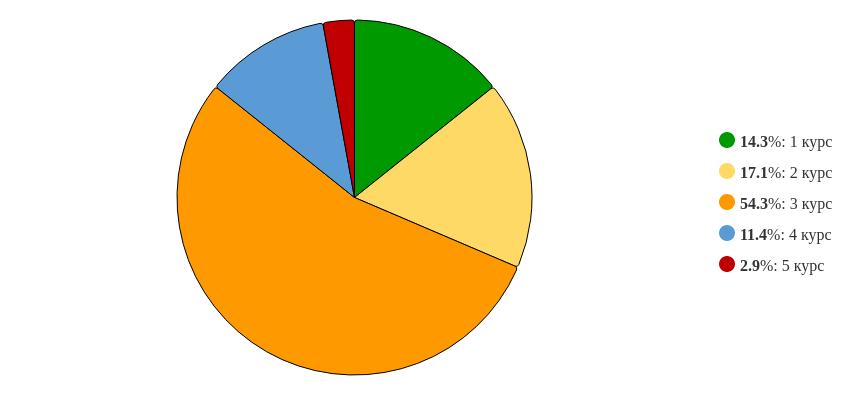 14.3%: 1 курс
17.1%: 2 курс
54.3%: 3 курс
11.4%: 4 курс
2.9%: 5 курс